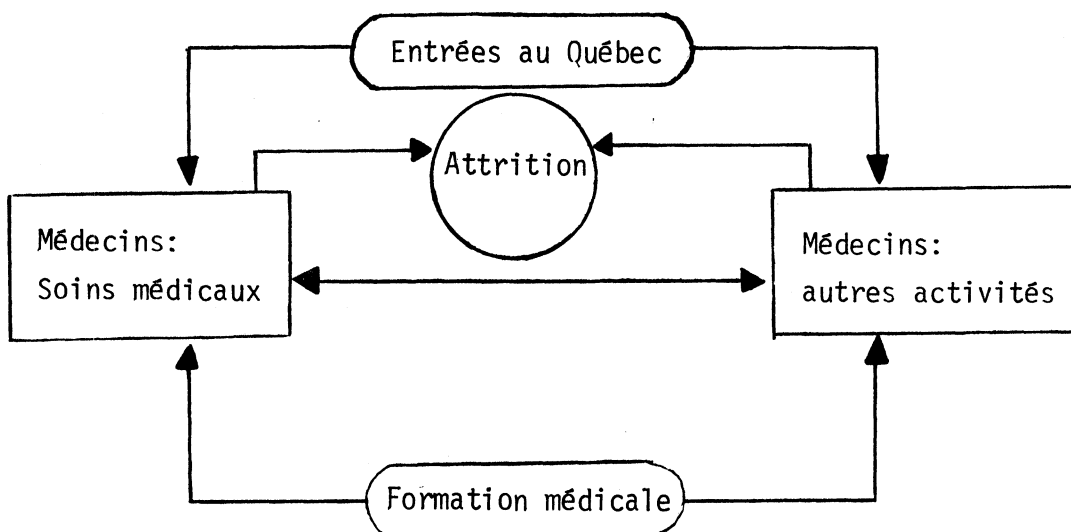 Entrées au Québec
Attrition
Médecins:
Soins médicaux
Médecins:
autres activités
Formation médicale